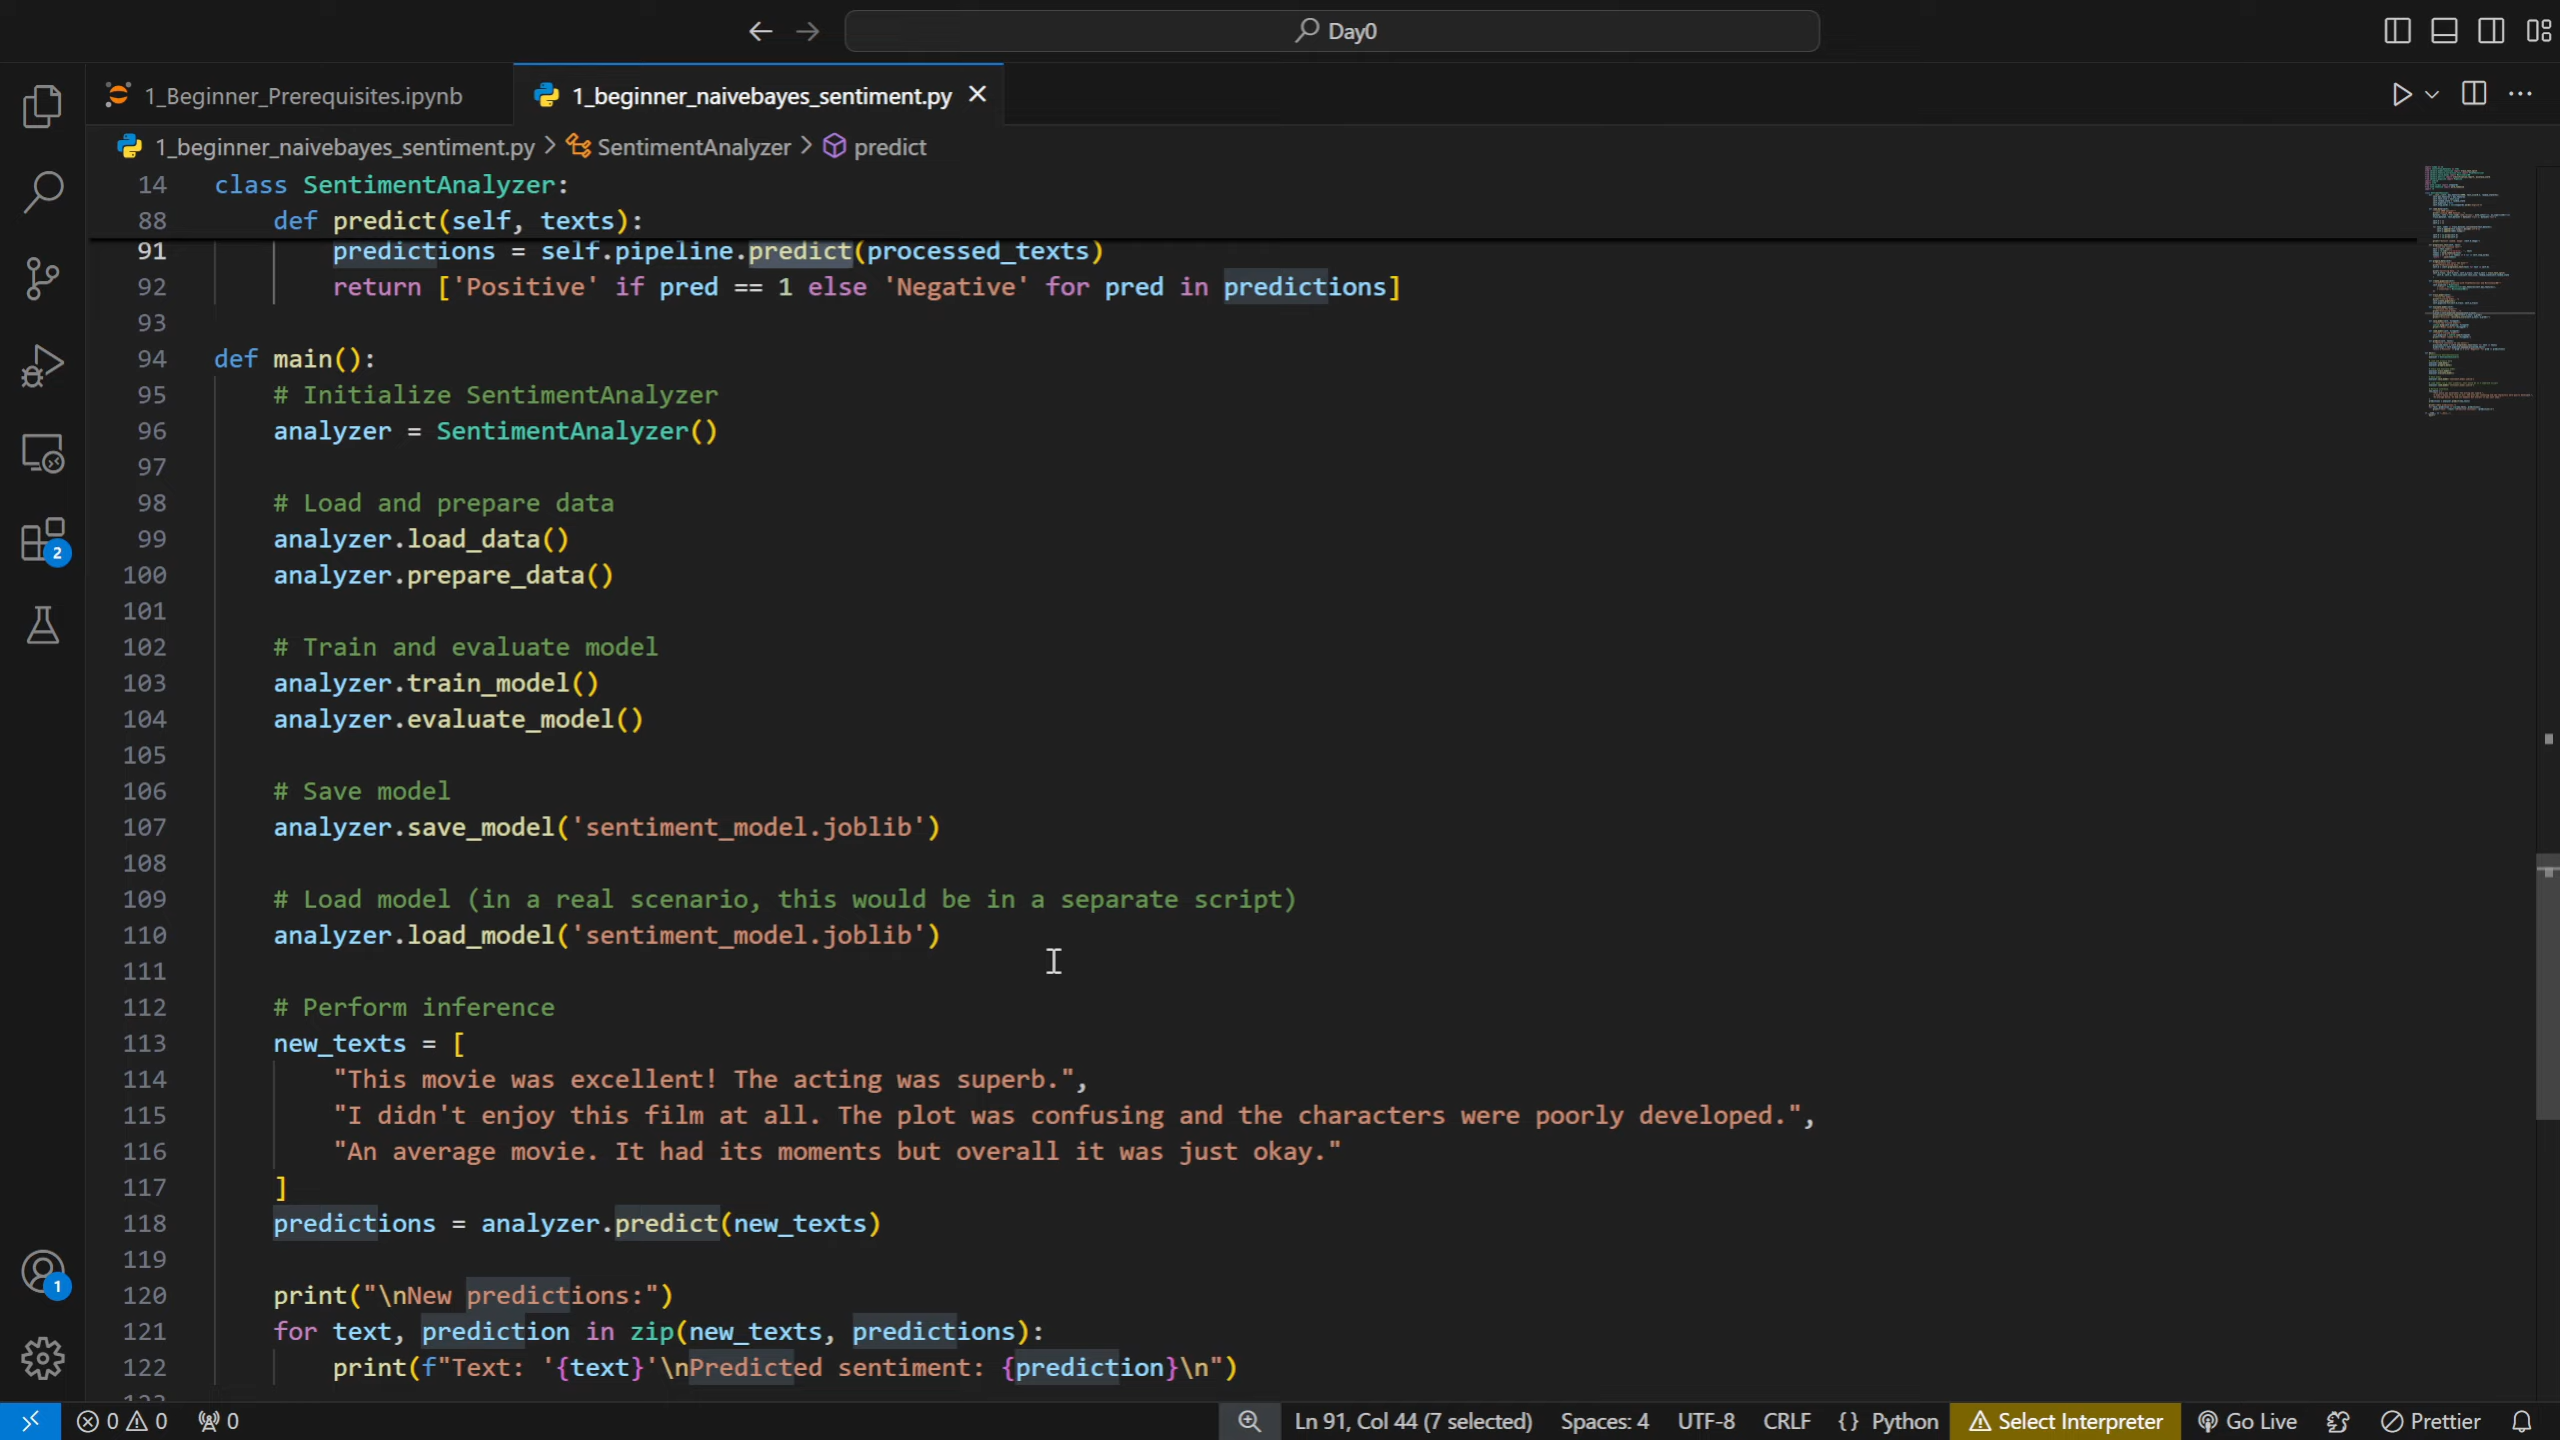 Day0
1_Beginner_Prerequisites.ipynb
1_beginner_naivebayes_sentiment.py
1_beginner_naivebayes_sentiment.py > SentimentAnalyzer > predict
14 class SentimentAnalyzer:
88 def predict(self, texts):
91 predictions = self.pipeline.predict(processed_texts)
92 return ['Positive' if pred == 1 else 'Negative' for pred in predictions]
93
94 def main():
95 # Initialize SentimentAnalyzer
96 analyzer = SentimentAnalyzer()
97
98 # Load and prepare data
99 analyzer.load_data()
100 analyzer.prepare_data()
101
102 # Train and evaluate model
103 analyzer.train_model()
104 analyzer.evaluate_model()
105
106 # Save model
107 analyzer.save_model('sentiment_model.joblib')
108
109 # Load model (in a real scenario, this would be in a separate script)
110 analyzer.load_model('sentiment_model.joblib')
111
112 # Perform inference
113 new_texts = [
114 "This movie was excellent! The acting was superb.",
115 "I didn't enjoy this film at all. The plot was confusing and the characters were poorly developed.",
116 "An average movie. It had its moments but overall it was just okay."
117 ]
118 predictions = analyzer.predict(new_texts)
119
120 print("\nNew predictions:")
121 for text, prediction in zip(new_texts, predictions):
122 print(f"Text: '{text}'\nPredicted sentiment: {prediction}\n")
2
1
0 0 0 Ln 91, Col 44 (7 selected) Spaces: 4 UTF-8 CRLF {} Python Select Interpreter Go Live Prettier